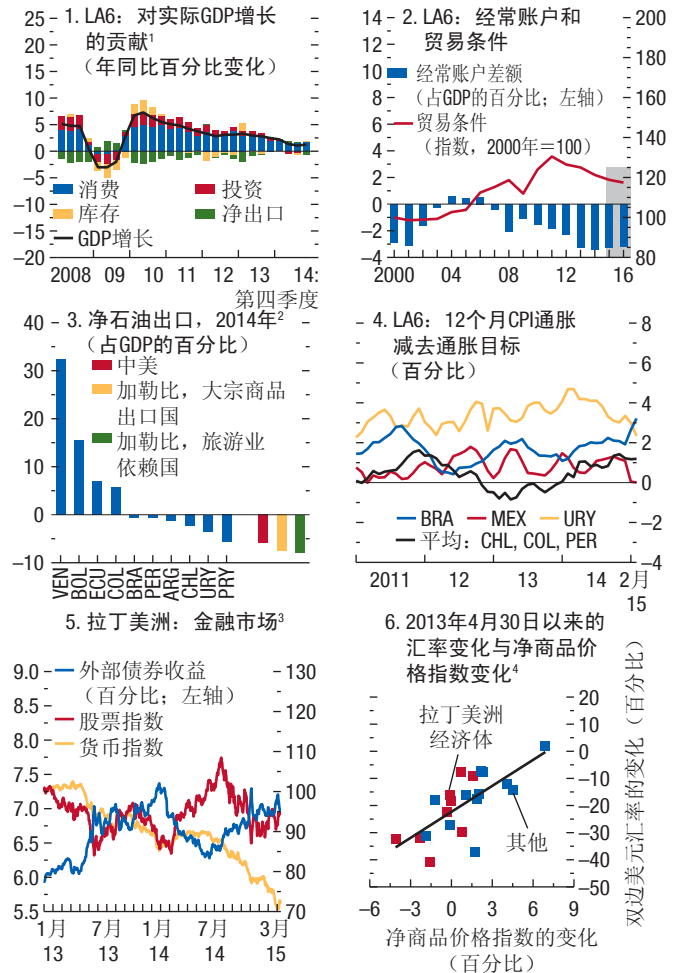 1. LA6：对实际GDP增长
的贡献¹
（年同比百分比变化）
25
20
15
10
5
0
−5
−10
−15
−20
消费
投资
库存
净出口
GDP增长
2008 09 10 11 12 13 14:
第四季度
2. LA6：经常账户和
贸易条件
14
12
10
8
6
4
2
0
−2
−4
200
180
160
140
120
100
80
经常账户差额
（占GDP的百分比；左轴）
贸易条件
（指数，2000年＝100）
2000 04 08 12 16
3. 净石油出口，2014年²
（占GDP的百分比）
40
30
20
10
0
−10
中美
加勒比，大宗商品
出口国
加勒比，旅游业
依赖国
VEN BOL ECU COL BRA PER ARG CHL URY PRY
4. LA6：12个月CPI通胀
减去通胀目标
（百分比）
8
6
4
2
0
−2
−4
BRA MEX URY
平均：CHL, COL, PER
2011 12 13 14 2月
15
5. 拉丁美洲：金融市场³
9.0
8.5
8.0
7.5
7.0
6.5
6.0
5.5
130
120
110
100
90
80
70
外部债券收益
（百分比；左轴）
股票指数
货币指数
1月 7月 1月 7月 3月
13 13 14 14 15
6. 2013年4月30日以来的
汇率变化与净商品价
格指数变化⁴
20
10
0
−10
−20
−30
−40
−50
拉丁美洲
经济体
其他
−6 −3 0 3 6 9
净商品价格指数的变化
（百分比）
双边美元汇率的变化（百分比）